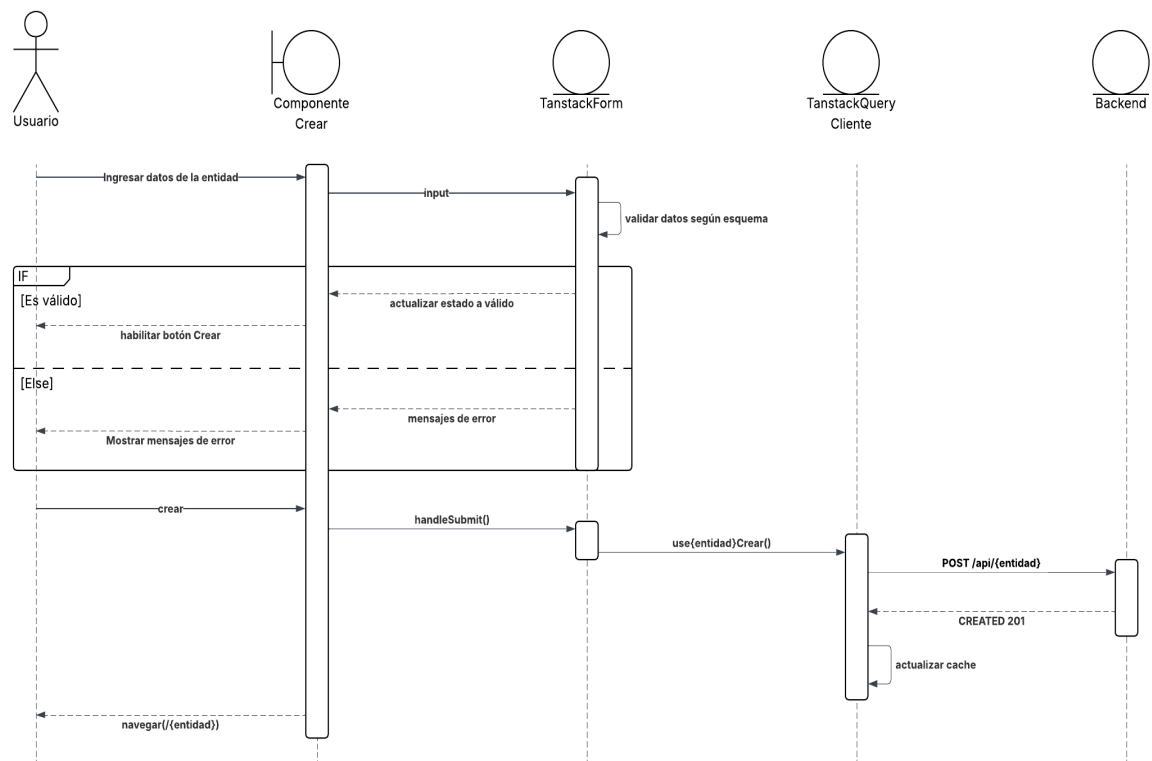 Usuario
Componente
Crear
TanstackForm
TanstackQuery
Cliente
Backend
Ingresar datos de la entidad
input
validar datos según esquema
IF
[Es válido]
actualizar estado a válido
habilitar botón Crear
[Else]
mensajes de error
Mostrar mensajes de error
crear
handleSubmit()
use{entidad}Crear()
POST /api/{entidad}
CREATED 201
actualizar cache
navegar(/{entidad})